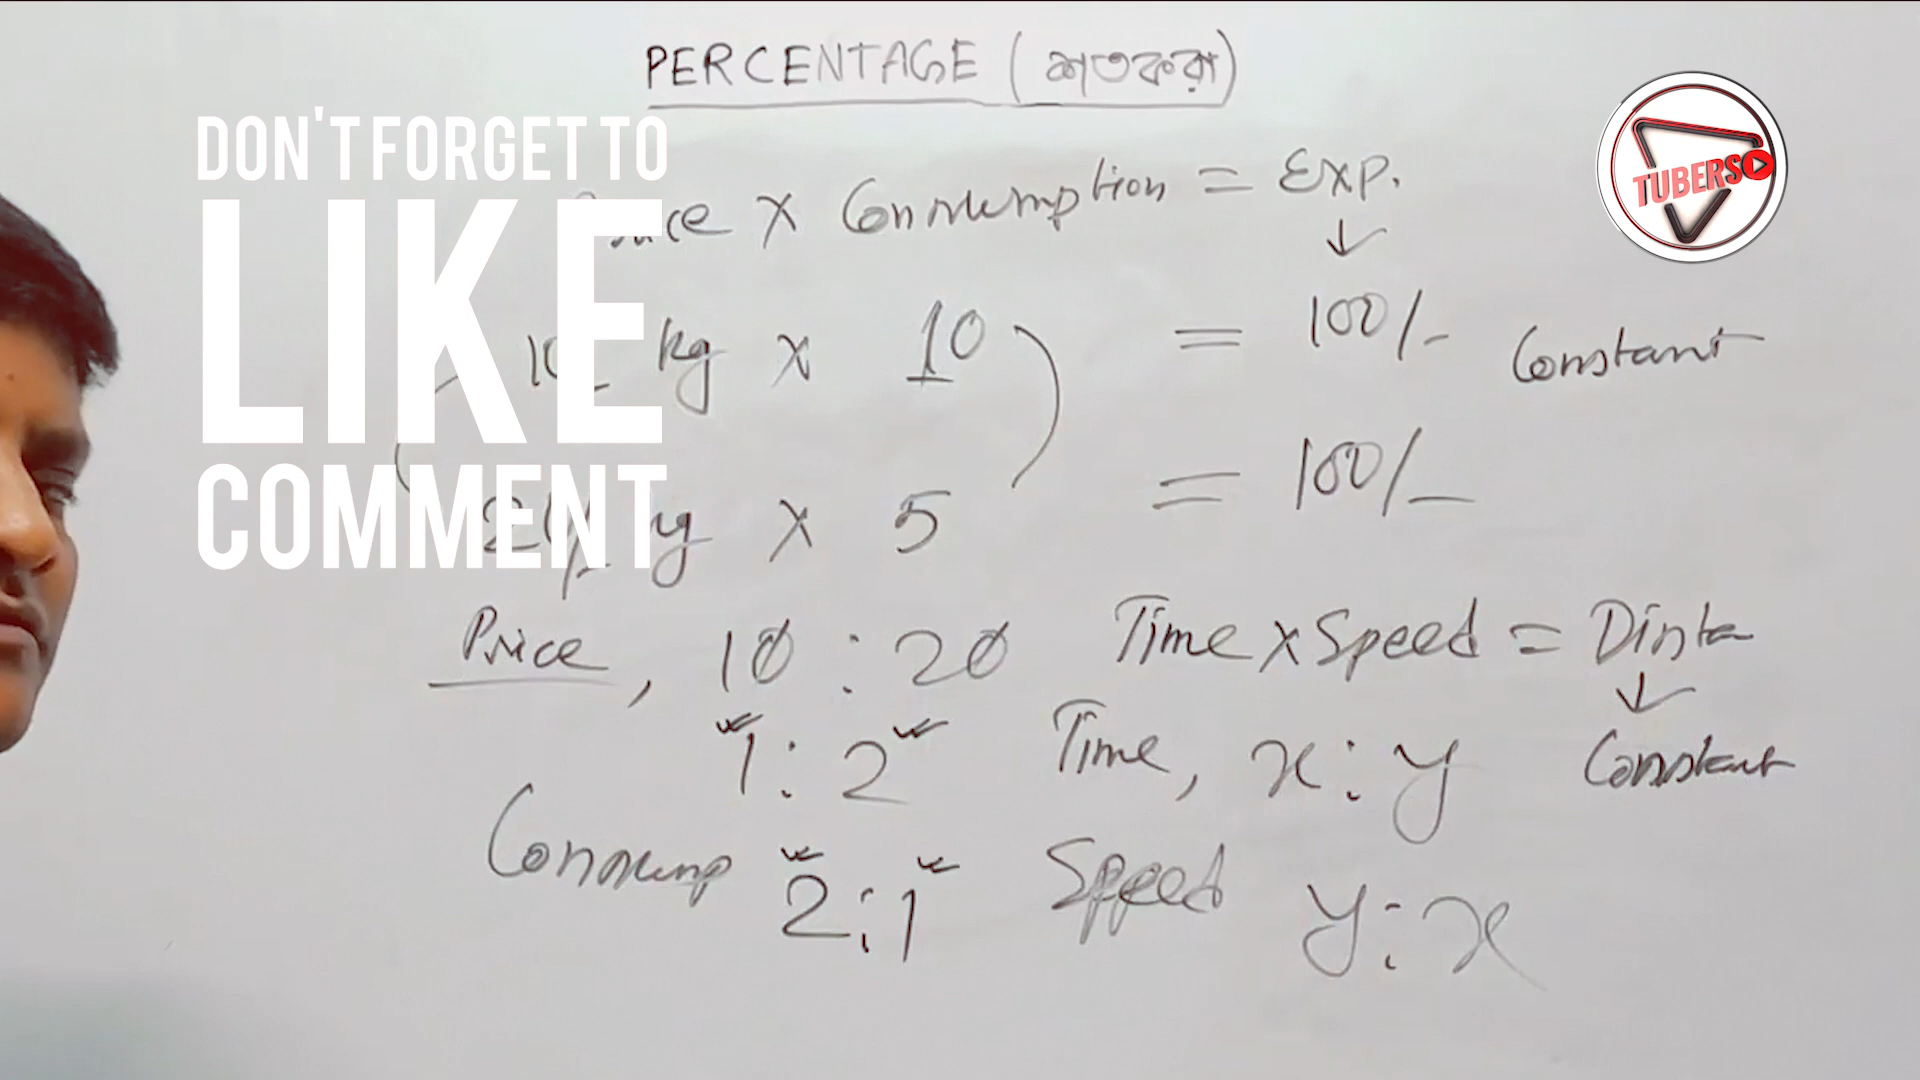 PERCENTAGE (শতকরা)
DON'T FORGET TO
LIKE
COMMENT
TUBERS
x Consumption = Exp.
kg x 10 = 100/- Constant
x 5 = 100/-
Price, 10 : 20
1 : 2
Consump 2 : 1
Time x Speed = Dista
Constant
Time, x : y
Speed y : x